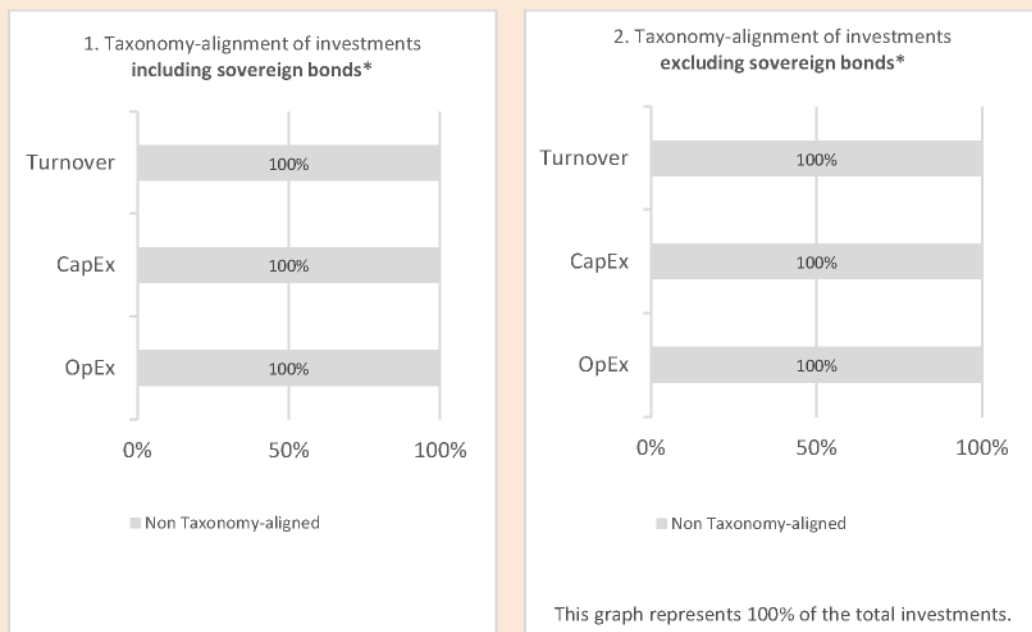 1. Taxonomy-alignment of investments
including sovereign bonds*
Turnover
100%
CapEx
100%
OpEx
100%
0%
50%
100%
Non Taxonomy-aligned
2. Taxonomy-alignment of investments
excluding sovereign bonds*
Turnover
100%
CapEx
100%
OpEx
100%
0%
50%
100%
Non Taxonomy-aligned
This graph represents 100% of the total investments.